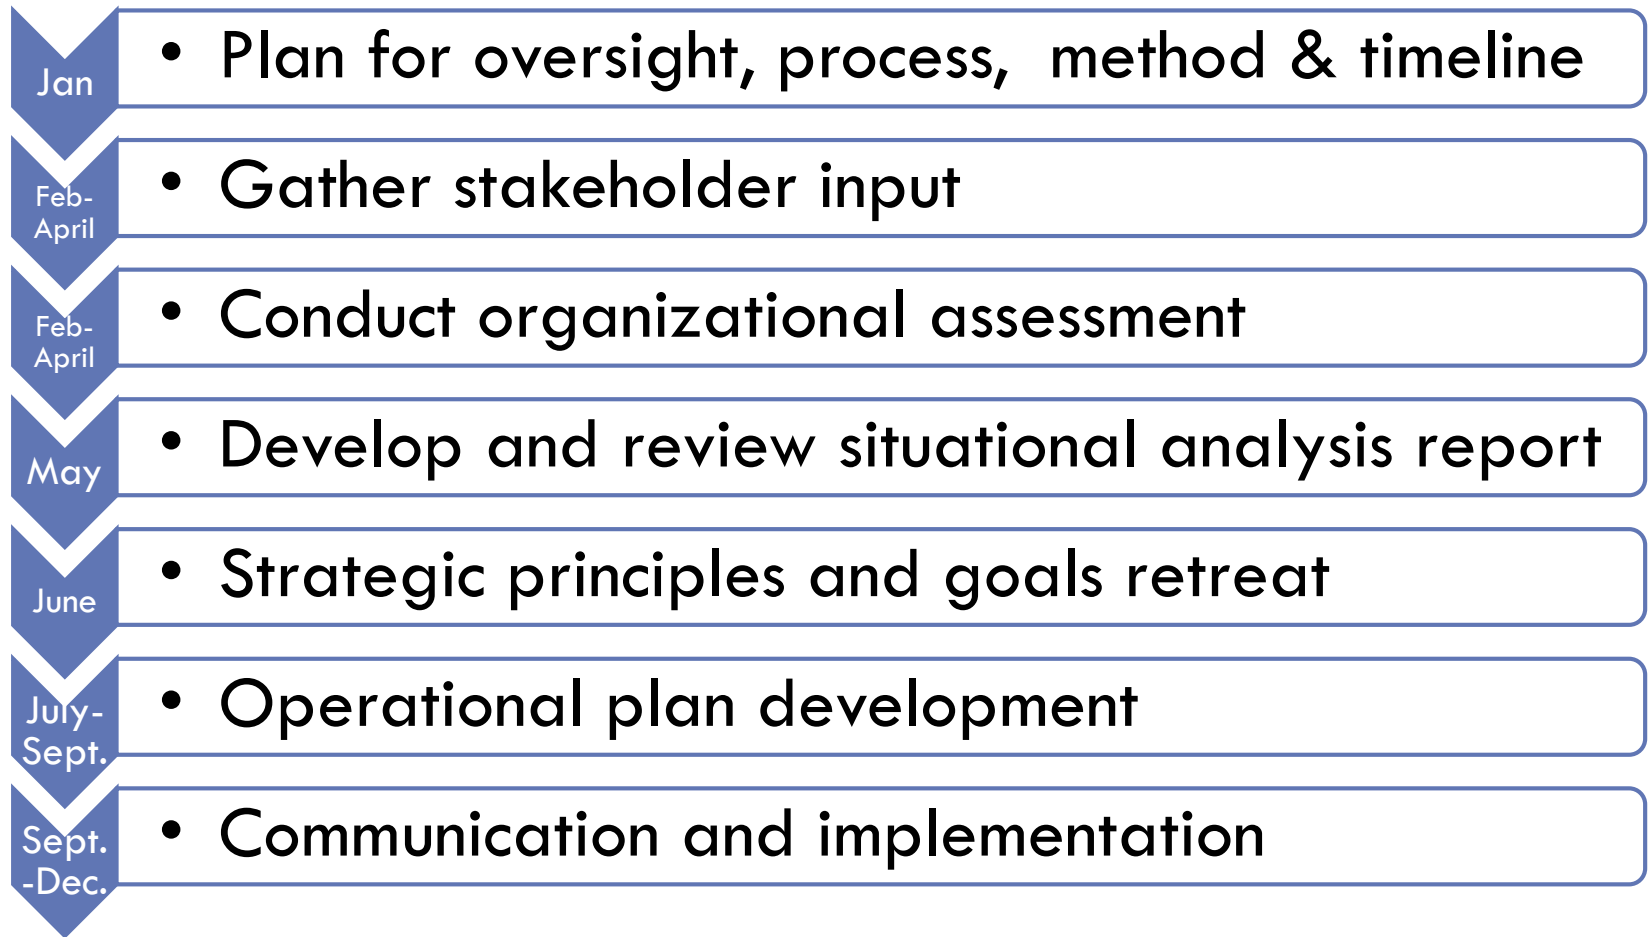 Jan
• Plan for oversight, process, method & timeline
Feb-
April
• Gather stakeholder input
Feb-
April
• Conduct organizational assessment
May
• Develop and review situational analysis report
June
• Strategic principles and goals retreat
July-
Sept.
• Operational plan development
Sept.
-Dec.
• Communication and implementation